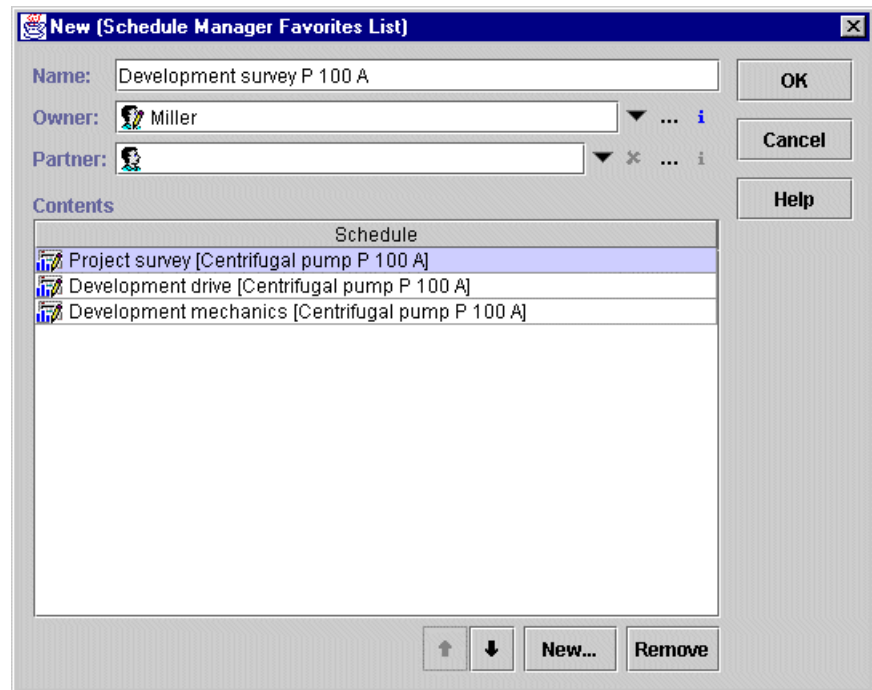 New (Schedule Manager Favorites List)
Name: Development survey P 100 A
OK
Owner: Miller ... i
Cancel
Partner: ... i
Help
Contents
Schedule
Project survey [Centrifugal pump P 100 A]
Development drive [Centrifugal pump P 100 A]
Development mechanics [Centrifugal pump P 100 A]
New... Remove